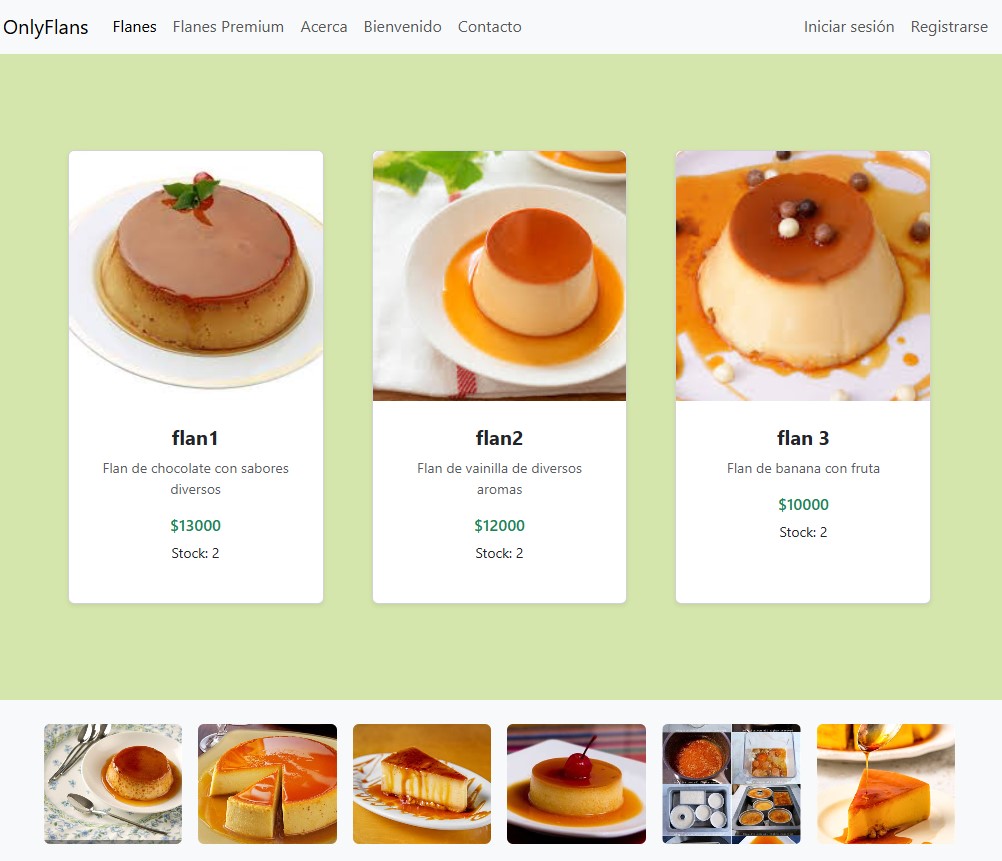 OnlyFlans Flanes Flanes Premium Acerca Bienvenido Contacto Iniciar sesión Registrarse
flan1
Flan de chocolate con sabores
diversos
$13000
Stock: 2
flan2
Flan de vainilla de diversos
aromas
$12000
Stock: 2
flan 3
Flan de banana con fruta
$10000
Stock: 2